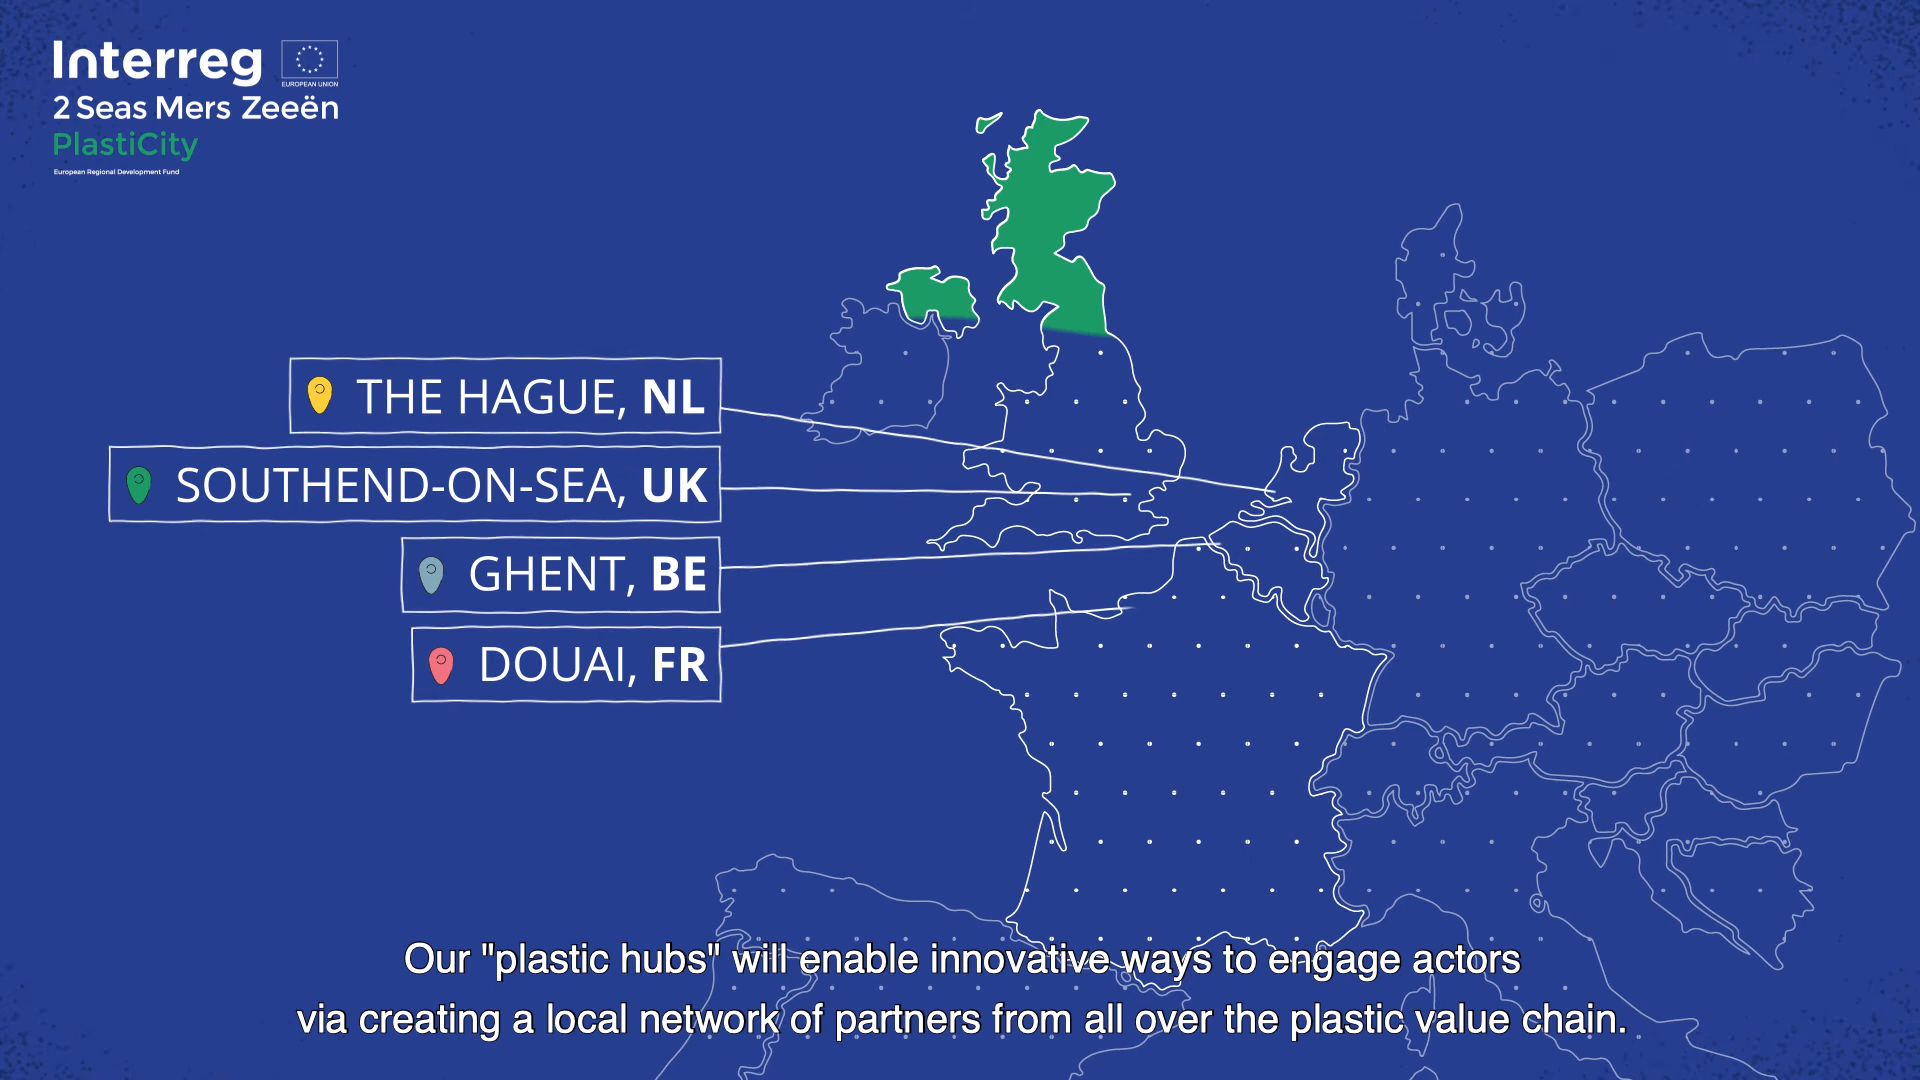 Interreg
EUROPEAN UNION
2 Seas Mers Zeeën
PlastiCity
European Regional Development Fund
THE HAGUE, NL
SOUTHEND-ON-SEA, UK
GHENT, BE
DOUAI, FR
Our "plastic hubs" will enable innovative ways to engage actors
via creating a local network of partners from all over the plastic value chain.